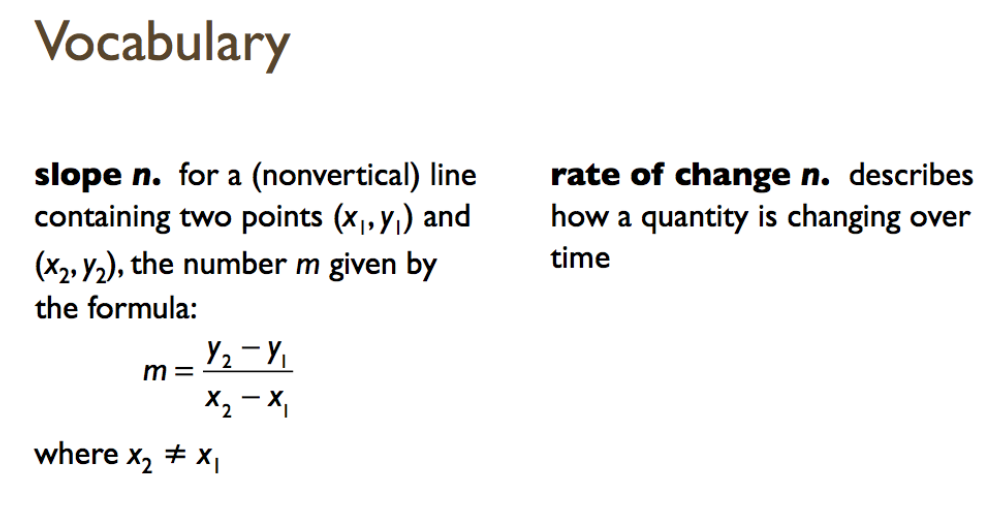 Vocabulary
slope n. for a (nonvertical) line
containing two points (x₁, y₁) and
(x₂, y₂), the number m given by
the formula:
m = (y₂ − y₁) / (x₂ − x₁)
where x₂ ≠ x₁
rate of change n. describes
how a quantity is changing over
time